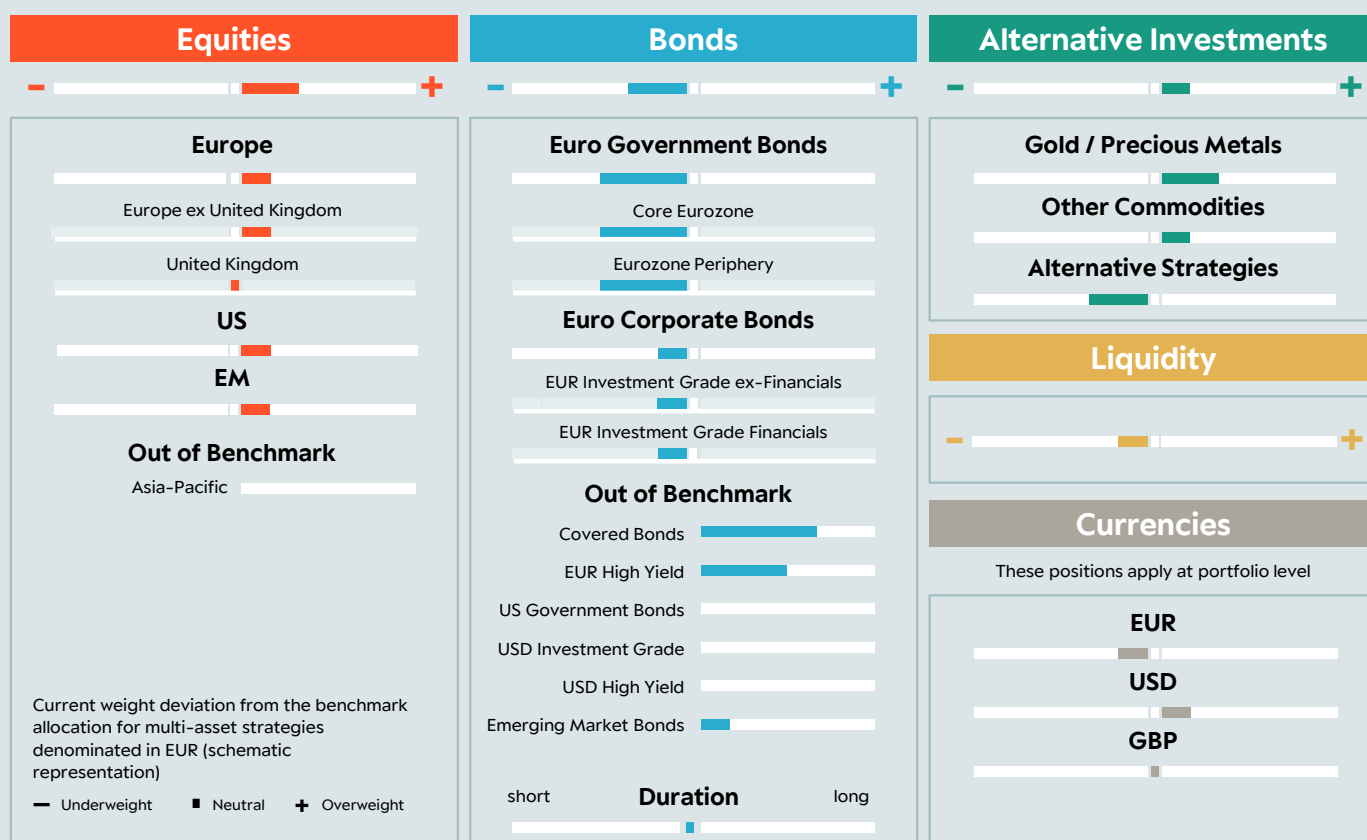 Equities
− +
Europe
Europe ex United Kingdom
United Kingdom
US
EM
Out of Benchmark
Asia-Pacific
Current weight deviation from the benchmark
allocation for multi-asset strategies
denominated in EUR (schematic
representation)
− Underweight ■ Neutral + Overweight
Bonds
− +
Euro Government Bonds
Core Eurozone
Eurozone Periphery
Euro Corporate Bonds
EUR Investment Grade ex-Financials
EUR Investment Grade Financials
Out of Benchmark
Covered Bonds
EUR High Yield
US Government Bonds
USD Investment Grade
USD High Yield
Emerging Market Bonds
short Duration long
Alternative Investments
− +
Gold / Precious Metals
Other Commodities
Alternative Strategies
Liquidity
− +
Currencies
These positions apply at portfolio level
EUR
USD
GBP